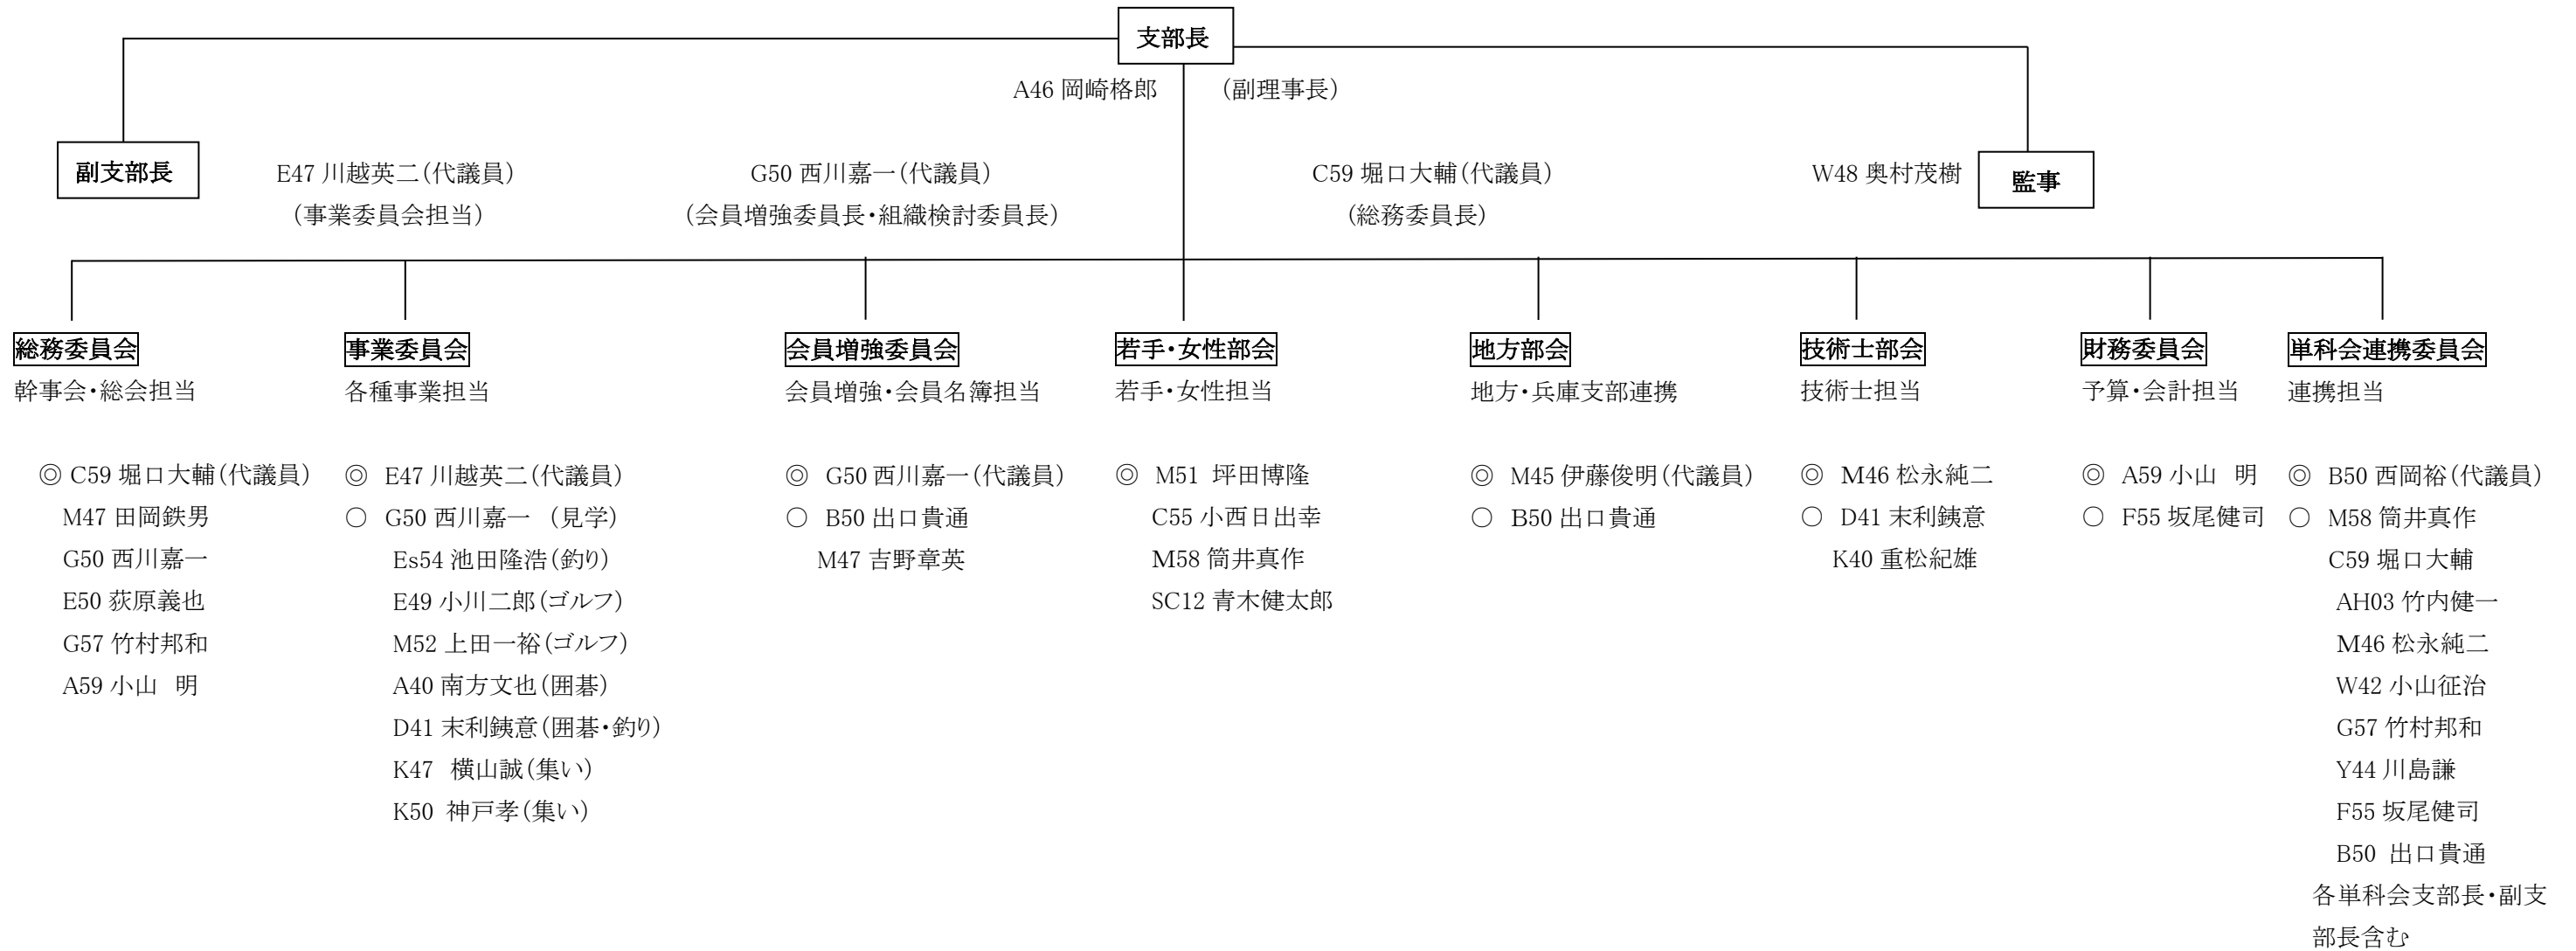 支部長
A46 岡崎格郎　（副理事長）
副支部長
E47 川越英二（代議員）
（事業委員会担当）
G50 西川嘉一（代議員）
（会員増強委員長・組織検討委員長）
C59 堀口大輔（代議員）
（総務委員長）
W48 奥村茂樹
監事
総務委員会
幹事会・総会担当
◎ C59 堀口大輔（代議員）
M47 田岡鉄男
G50 西川嘉一
E50 荻原義也
G57 竹村邦和
A59 小山　明
事業委員会
各種事業担当
◎ E47 川越英二（代議員）
○ G50 西川嘉一 （見学）
Es54 池田隆浩（釣り）
E49 小川二郎（ゴルフ）
M52 上田一裕（ゴルフ）
A40 南方文也（囲碁）
D41 末利銕意（囲碁・釣り）
K47 横山誠（集い）
K50 神戸孝（集い）
会員増強委員会
会員増強・会員名簿担当
◎ G50 西川嘉一（代議員）
○ B50 出口貴通
M47 吉野章英
若手・女性部会
若手・女性担当
◎ M51 坪田博隆
C55 小西日出幸
M58 筒井真作
SC12 青木健太郎
地方部会
地方・兵庫支部連携
◎ M45 伊藤俊明（代議員）
○ B50 出口貴通
技術士部会
技術士担当
◎ M46 松永純二
○ D41 末利銕意
K40 重松紀雄
財務委員会
予算・会計担当
◎ A59 小山　明
○ F55 坂尾健司
単科会連携委員会
連携担当
◎ B50 西岡裕（代議員）
○ M58 筒井真作
C59 堀口大輔
AH03 竹内健一
M46 松永純二
W42 小山征治
G57 竹村邦和
Y44 川島謙
F55 坂尾健司
B50 出口貴通
各単科会支部長・副支
部長含む